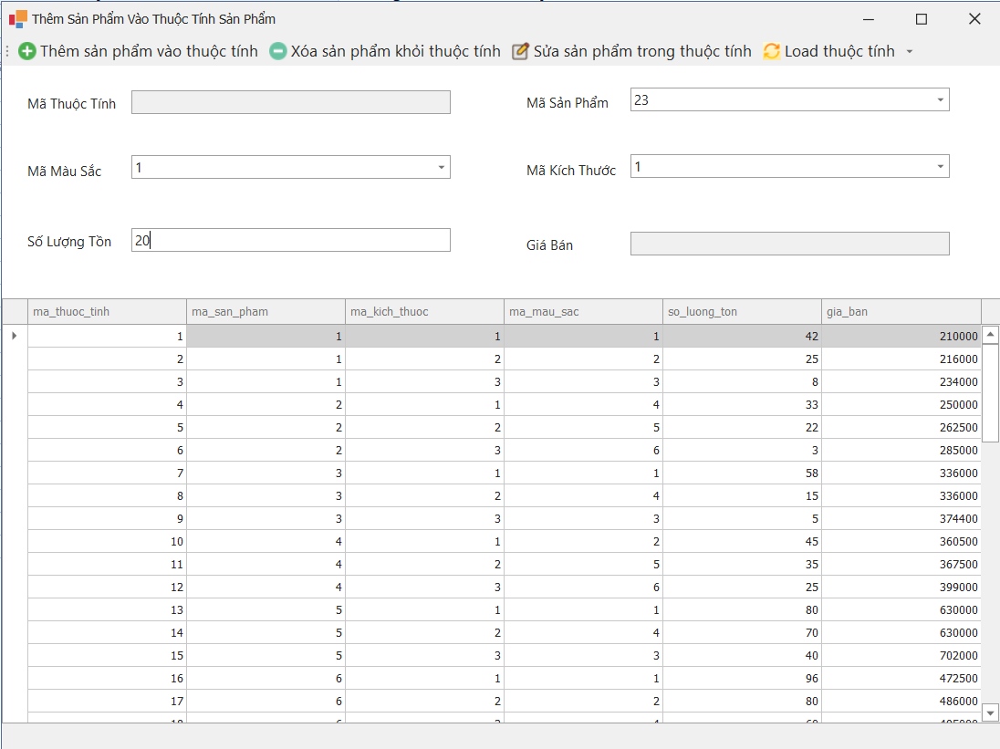 Thêm Sản Phẩm Vào Thuộc Tính Sản Phẩm
Thêm sản phẩm vào thuộc tính Xóa sản phẩm khỏi thuộc tính Sửa sản phẩm trong thuộc tính Load thuộc tính
Mã Thuộc Tính Mã Sản Phẩm 23
Mã Màu Sắc 1 Mã Kích Thước 1
Số Lượng Tồn 20 Giá Bán
ma_thuoc_tinh ma_san_pham ma_kich_thuoc ma_mau_sac so_luong_ton gia_ban
1 1 1 1 42 210000
2 1 2 2 25 216000
3 1 3 3 8 234000
4 2 1 4 33 250000
5 2 2 5 22 262500
6 2 3 6 3 285000
7 3 1 1 58 336000
8 3 2 4 15 336000
9 3 3 3 5 374400
10 4 1 2 45 360500
11 4 2 5 35 367500
12 4 3 6 25 399000
13 5 1 1 80 630000
14 5 2 4 70 630000
15 5 3 3 40 702000
16 6 1 1 96 472500
17 6 2 2 80 486000